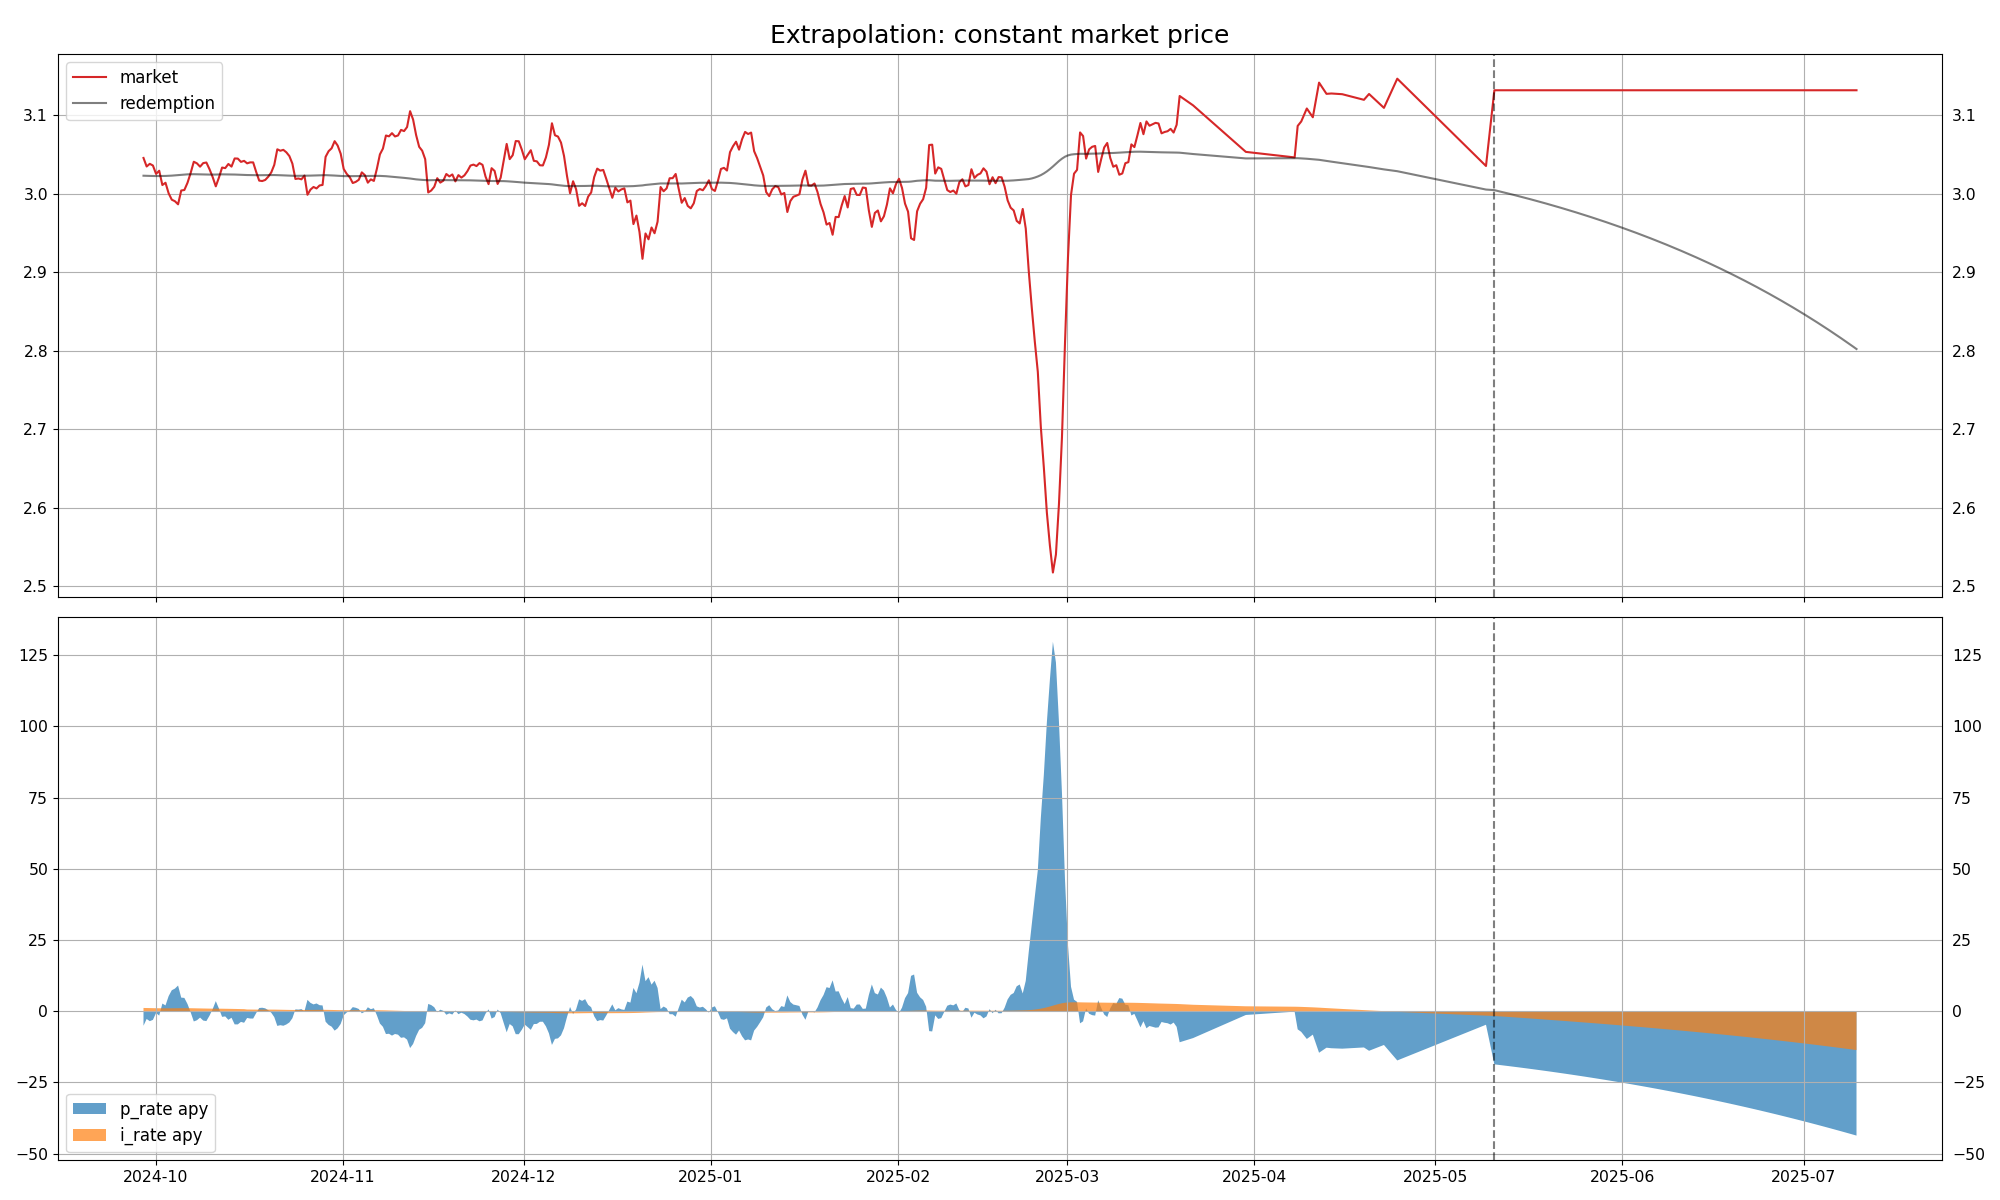 Extrapolation: constant market price
market
redemption
3.1 3.1
3.0 3.0
2.9 2.9
2.8 2.8
2.7 2.7
2.6 2.6
2.5 2.5
125 125
100 100
75 75
50 50
25 25
0 0
−25 −25
−50 −50
p_rate apy
i_rate apy
2024-10 2024-11 2024-12 2025-01 2025-02 2025-03 2025-04 2025-05 2025-06 2025-07